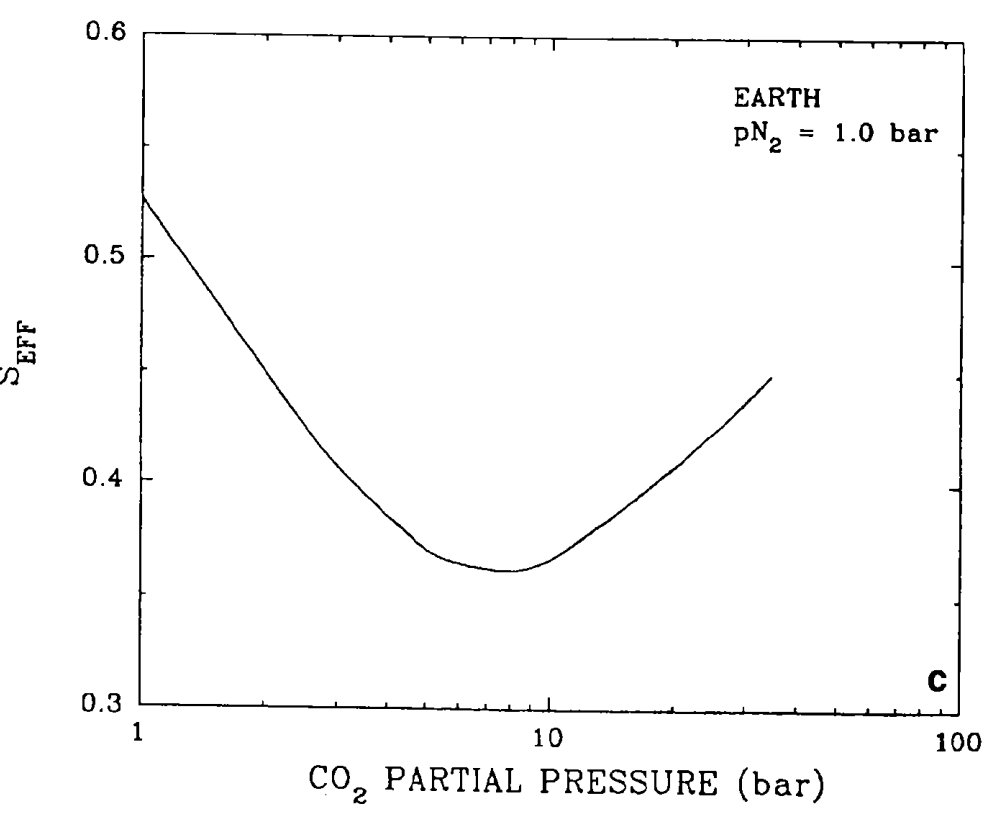 0.6
EARTH
pN₂ = 1.0 bar
0.5
S_EFF
0.4
0.3
C
1
10
100
CO₂ PARTIAL PRESSURE (bar)